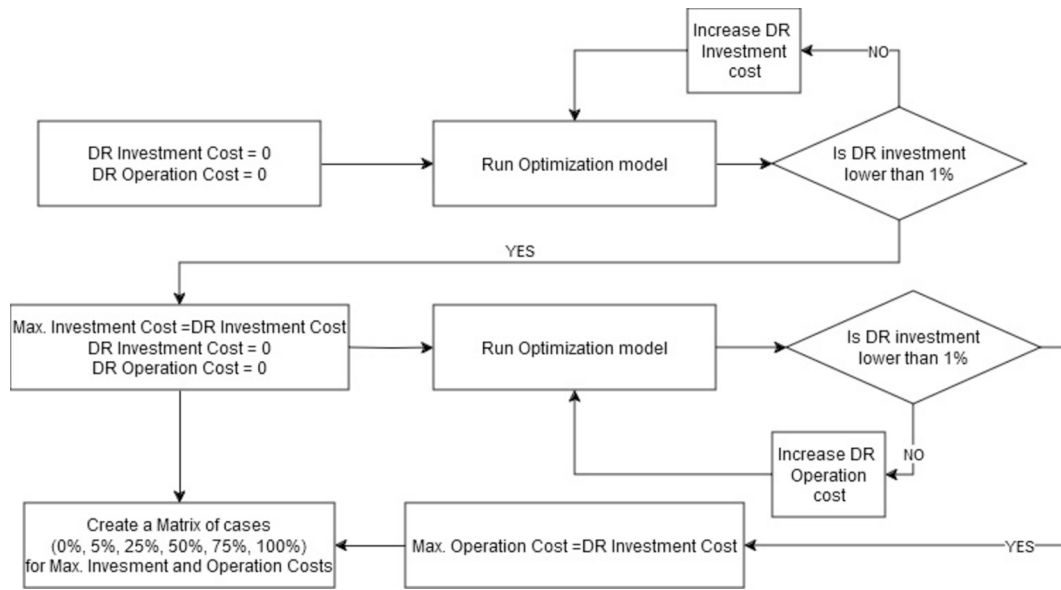 Increase DR
Investment
cost
NO
DR Investment Cost = 0
DR Operation Cost = 0
Run Optimization model
Is DR investment
lower than 1%
YES
Max. Investment Cost =DR Investment Cost
DR Investment Cost = 0
DR Operation Cost = 0
Run Optimization model
Is DR investment
lower than 1%
Increase DR
Operation
cost
NO
Create a Matrix of cases
(0%, 5%, 25%, 50%, 75%, 100%)
for Max. Invesment and Operation Costs
Max. Operation Cost =DR Investment Cost
YES